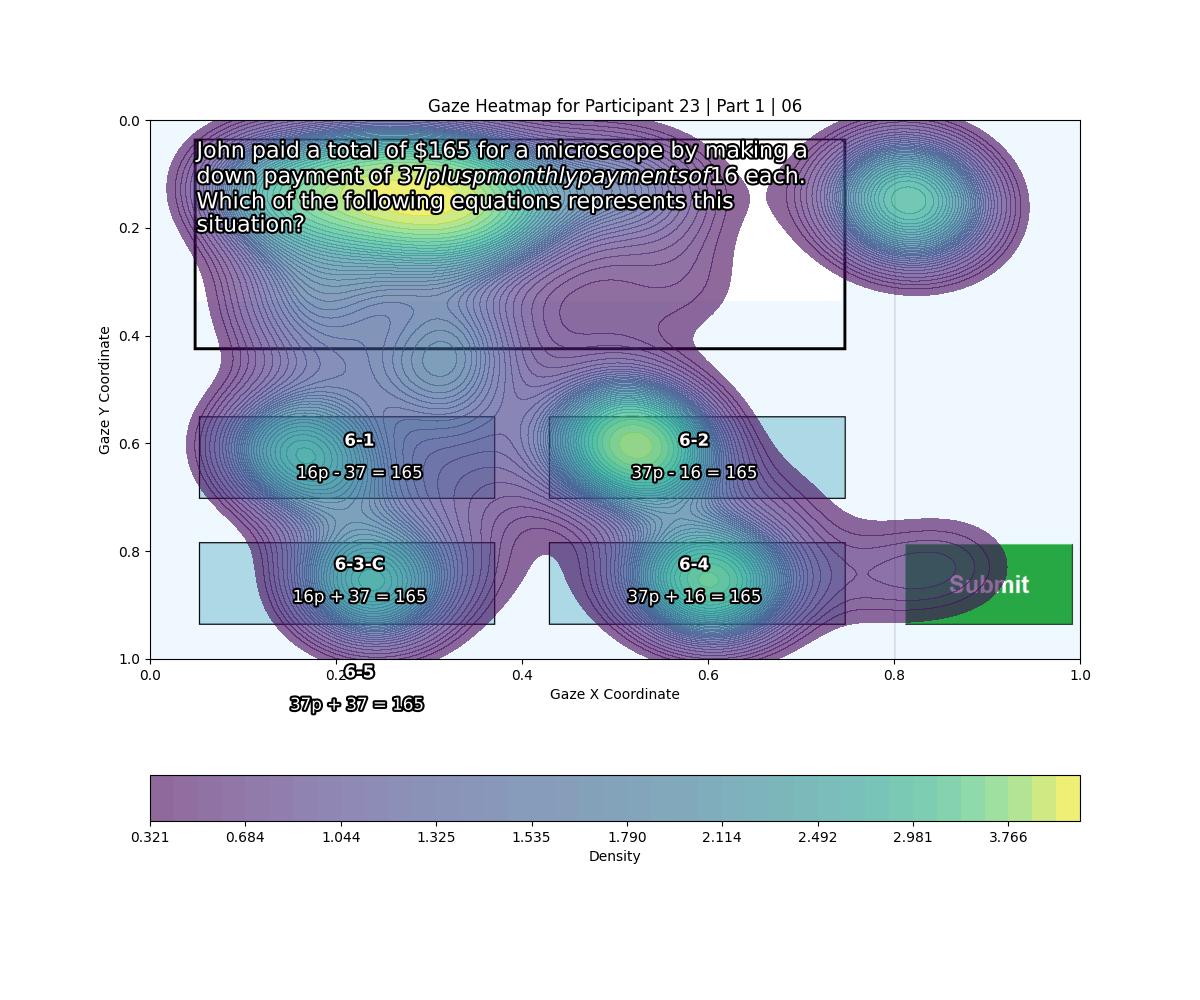 Gaze Heatmap for Participant 23 | Part 1 | 06
0.0
John paid a total of $165 for a microscope by making a
down payment of 37pluspmonthlypaymentsof16 each.
Which of the following equations represents this
situation?
0.2
0.4
Gaze Y Coordinate
0.6
0.8
1.0
6-1
16p - 37 = 165
6-2
37p - 16 = 165
6-3-C
16p + 37 = 165
6-4
37p + 16 = 165
Submit
6-5
37p + 37 = 165
0.0 0.2 0.4 0.6 0.8 1.0
Gaze X Coordinate
0.321 0.684 1.044 1.325 1.535 1.790 2.114 2.492 2.981 3.766
Density